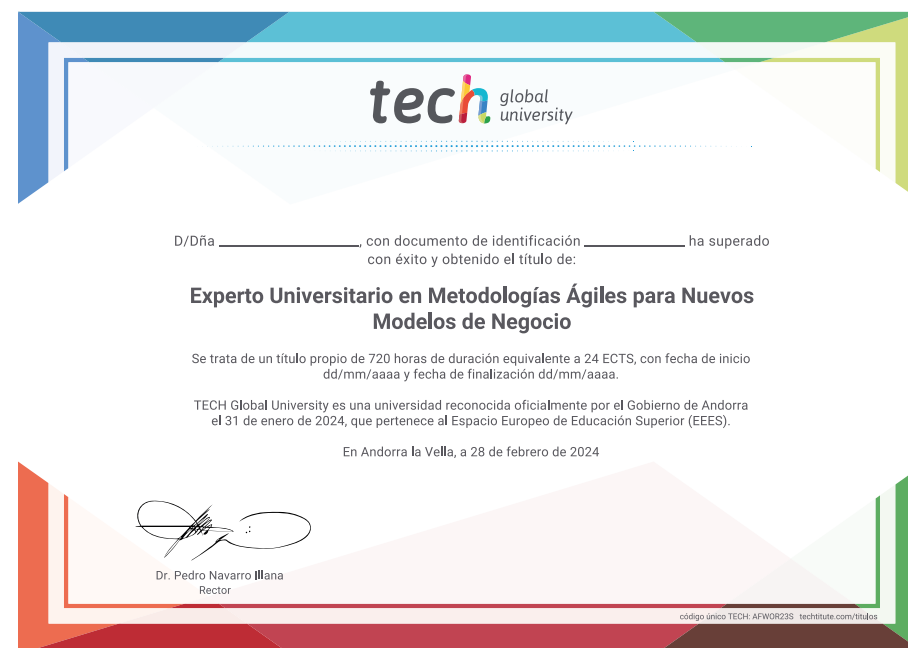 tech global university
D/Dña ____________, con documento de identificación ____________ ha superado
con éxito y obtenido el título de:
Experto Universitario en Metodologías Ágiles para Nuevos
Modelos de Negocio
Se trata de un título propio de 720 horas de duración equivalente a 24 ECTS, con fecha de inicio
dd/mm/aaaa y fecha de finalización dd/mm/aaaa.
TECH Global University es una universidad reconocida oficialmente por el Gobierno de Andorra
el 31 de enero de 2024, que pertenece al Espacio Europeo de Educación Superior (EEES).
En Andorra la Vella, a 28 de febrero de 2024
Dr. Pedro Navarro Illana
Rector
código único TECH: AFWOR23S techtitute.com/titulos